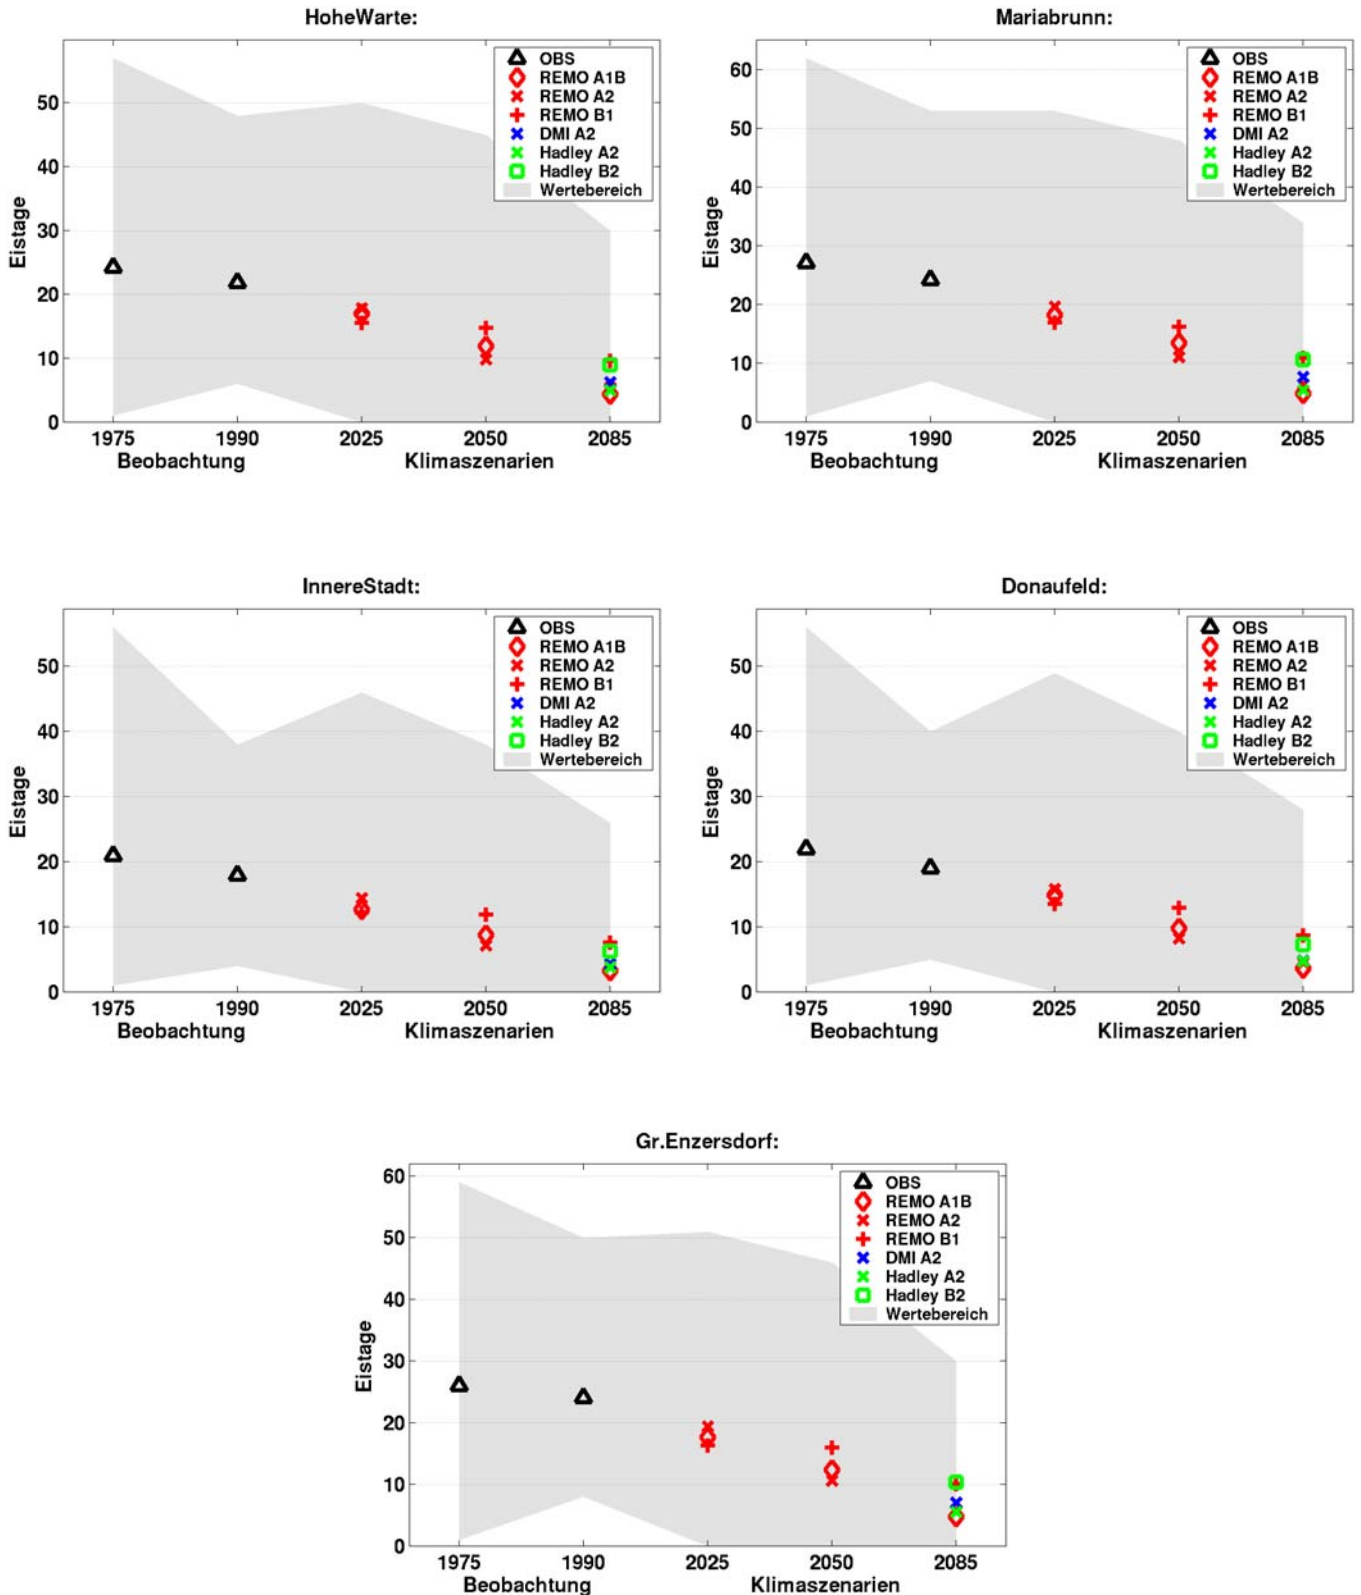 HoheWarte:
Eistage
50
40
30
20
10
0
OBS
REMO A1B
REMO A2
REMO B1
DMI A2
Hadley A2
Hadley B2
Wertebereich
1975 1990 2025 2050 2085
Beobachtung Klimaszenarien
Mariabrunn:
Eistage
60
50
40
30
20
10
0
OBS
REMO A1B
REMO A2
REMO B1
DMI A2
Hadley A2
Hadley B2
Wertebereich
1975 1990 2025 2050 2085
Beobachtung Klimaszenarien
InnereStadt:
Eistage
50
40
30
20
10
0
OBS
REMO A1B
REMO A2
REMO B1
DMI A2
Hadley A2
Hadley B2
Wertebereich
1975 1990 2025 2050 2085
Beobachtung Klimaszenarien
Donaufeld:
Eistage
50
40
30
20
10
0
OBS
REMO A1B
REMO A2
REMO B1
DMI A2
Hadley A2
Hadley B2
Wertebereich
1975 1990 2025 2050 2085
Beobachtung Klimaszenarien
Gr.Enzersdorf:
Eistage
60
50
40
30
20
10
0
OBS
REMO A1B
REMO A2
REMO B1
DMI A2
Hadley A2
Hadley B2
Wertebereich
1975 1990 2025 2050 2085
Beobachtung Klimaszenarien